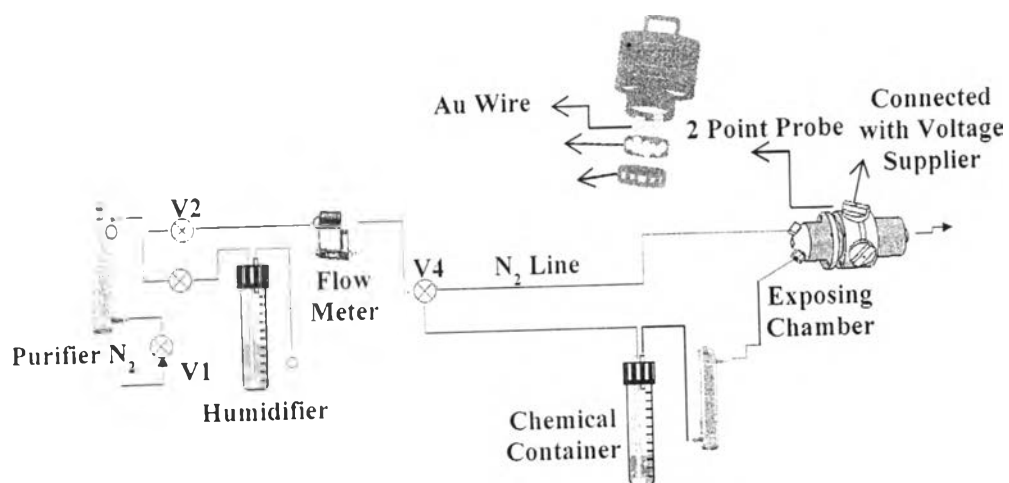 Au Wire
2 Point Probe
Connected
with Voltage
Supplier
V2
Flow
Meter
V4
N₂ Line
Exposing
Chamber
Purifier N₂
V1
Humidifier
Chemical
Container